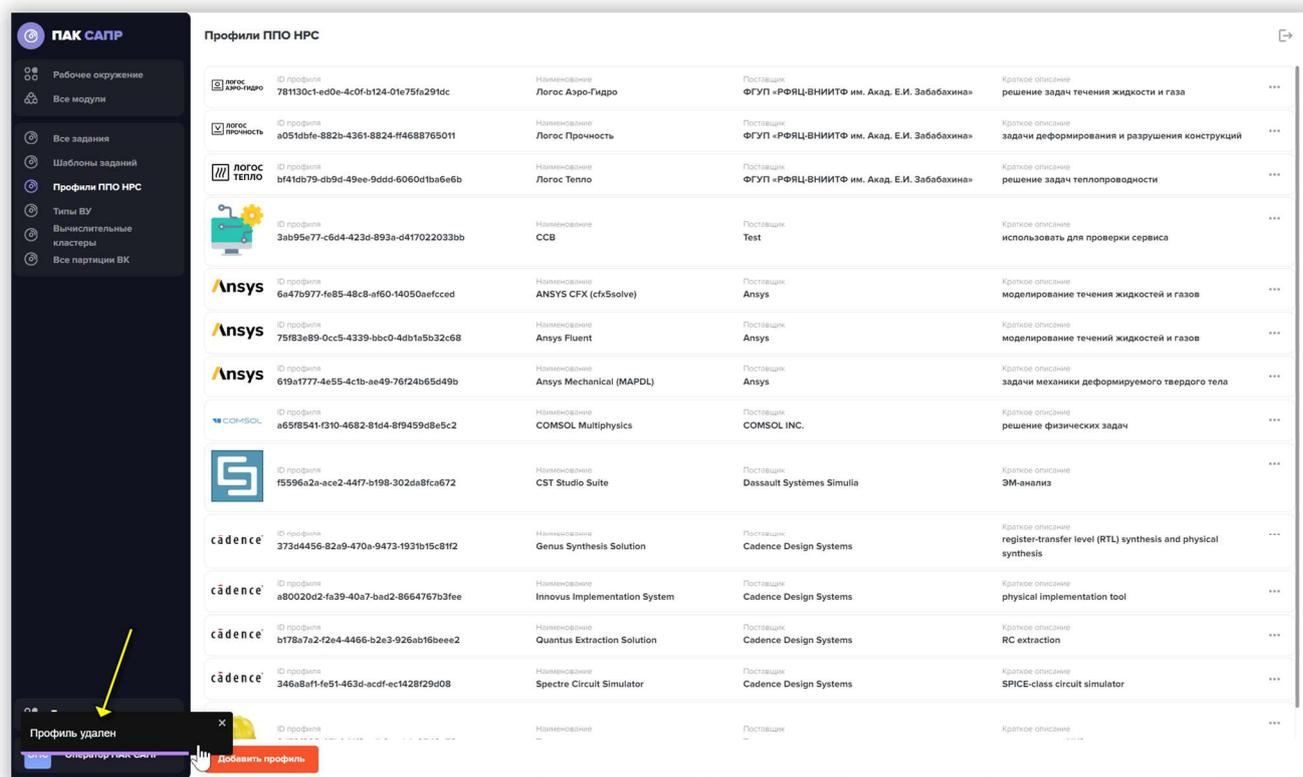 ПАК САПР
Рабочее окружение
Все модули
Все задания
Шаблоны заданий
Профили ППО НРС
Типы ВУ
Вычислительные
кластеры
Все партиции ВК
Профили ППО НРС
ЛОГОС
АЭРО-ГИДРО
ID профиля
781130c1-ed0e-4c0f-b124-01e75fa291dc
Наименование
Логос Аэро-Гидро
Поставщик
ФГУП «РФЯЦ-ВНИИТФ им. Акад. Е.И. Забабахина»
Краткое описание
решение задач течения жидкости и газа
ЛОГОС
ПРОЧНОСТЬ
ID профиля
a051dbfe-882b-4361-8824-ff4688765011
Наименование
Логос Прочность
Поставщик
ФГУП «РФЯЦ-ВНИИТФ им. Акад. Е.И. Забабахина»
Краткое описание
задачи деформирования и разрушения конструкций
ЛОГОС
ТЕПЛО
ID профиля
bf41db79-db9d-49ee-9ddd-6060d1ba6e6b
Наименование
Логос Тепло
Поставщик
ФГУП «РФЯЦ-ВНИИТФ им. Акад. Е.И. Забабахина»
Краткое описание
решение задач теплопроводности
ID профиля
3ab95e77-c6d4-423d-893a-d417022033bb
Наименование
ССВ
Поставщик
Test
Краткое описание
использовать для проверки сервиса
Ansys
ID профиля
6a47b977-fe85-48c8-af60-14050aefcced
Наименование
ANSYS CFX (cfx5solve)
Поставщик
Ansys
Краткое описание
моделирование течения жидкостей и газов
Ansys
ID профиля
75f83e89-0cc5-4339-bbc0-4db1a5b32c68
Наименование
Ansys Fluent
Поставщик
Ansys
Краткое описание
моделирование течений жидкостей и газов
Ansys
ID профиля
619a1777-4e55-4c1b-ae49-76f24b65d49b
Наименование
Ansys Mechanical (MAPDL)
Поставщик
Ansys
Краткое описание
задачи механики деформируемого твердого тела
COMSOL
ID профиля
a65f8541-f310-4682-81d4-8f9459d8e5c2
Наименование
COMSOL Multiphysics
Поставщик
COMSOL INC.
Краткое описание
решение физических задач
ID профиля
f5596a2a-ace2-44f7-b198-302da8fca672
Наименование
CST Studio Suite
Поставщик
Dassault Systèmes Simulia
Краткое описание
ЭМ-анализ
cādence
ID профиля
373d4456-82a9-470a-9473-1931b15c81f2
Наименование
Genus Synthesis Solution
Поставщик
Cadence Design Systems
Краткое описание
register-transfer level (RTL) synthesis and physical
synthesis
cādence
ID профиля
a80020d2-fa39-40a7-bad2-8664767b3fee
Наименование
Innovus Implementation System
Поставщик
Cadence Design Systems
Краткое описание
physical implementation tool
cādence
ID профиля
b178a7a2-f2e4-4466-b2e3-926ab16beee2
Наименование
Quantus Extraction Solution
Поставщик
Cadence Design Systems
Краткое описание
RC extraction
cādence
ID профиля
346a8af1-fe51-463d-acdf-ec1428f29d08
Наименование
Spectre Circuit Simulator
Поставщик
Cadence Design Systems
Краткое описание
SPICE-class circuit simulator
ID профиля
Наименование
Поставщик
Краткое описание
Профиль удален
Оператор ПАК САПР
Добавить профиль